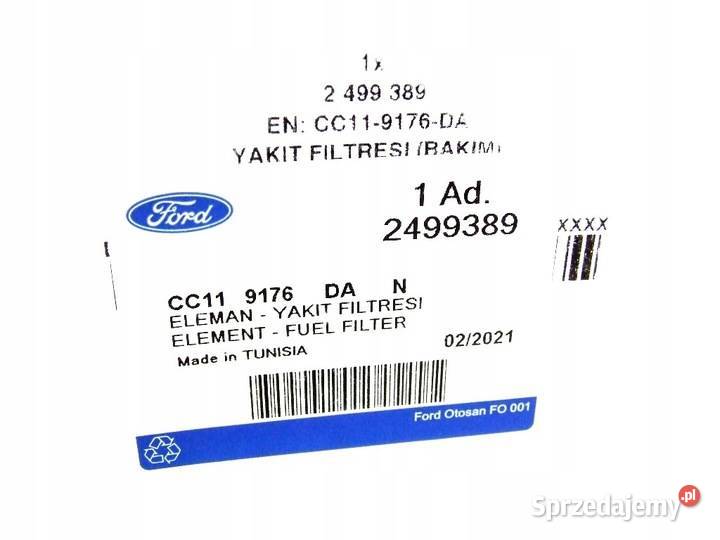 1x
2 499 389
EN: CC11-9176-DA
YAKIT FILTRESI (BAKIM)
1 Ad.
Ford
2499389
XXXX
CC11 9176 DA N
ELEMAN - YAKIT FILTRESI
ELEMENT - FUEL FILTER
Made in TUNISIA
02/2021
Ford Otosan FO 001
Sprzedajemy.pl